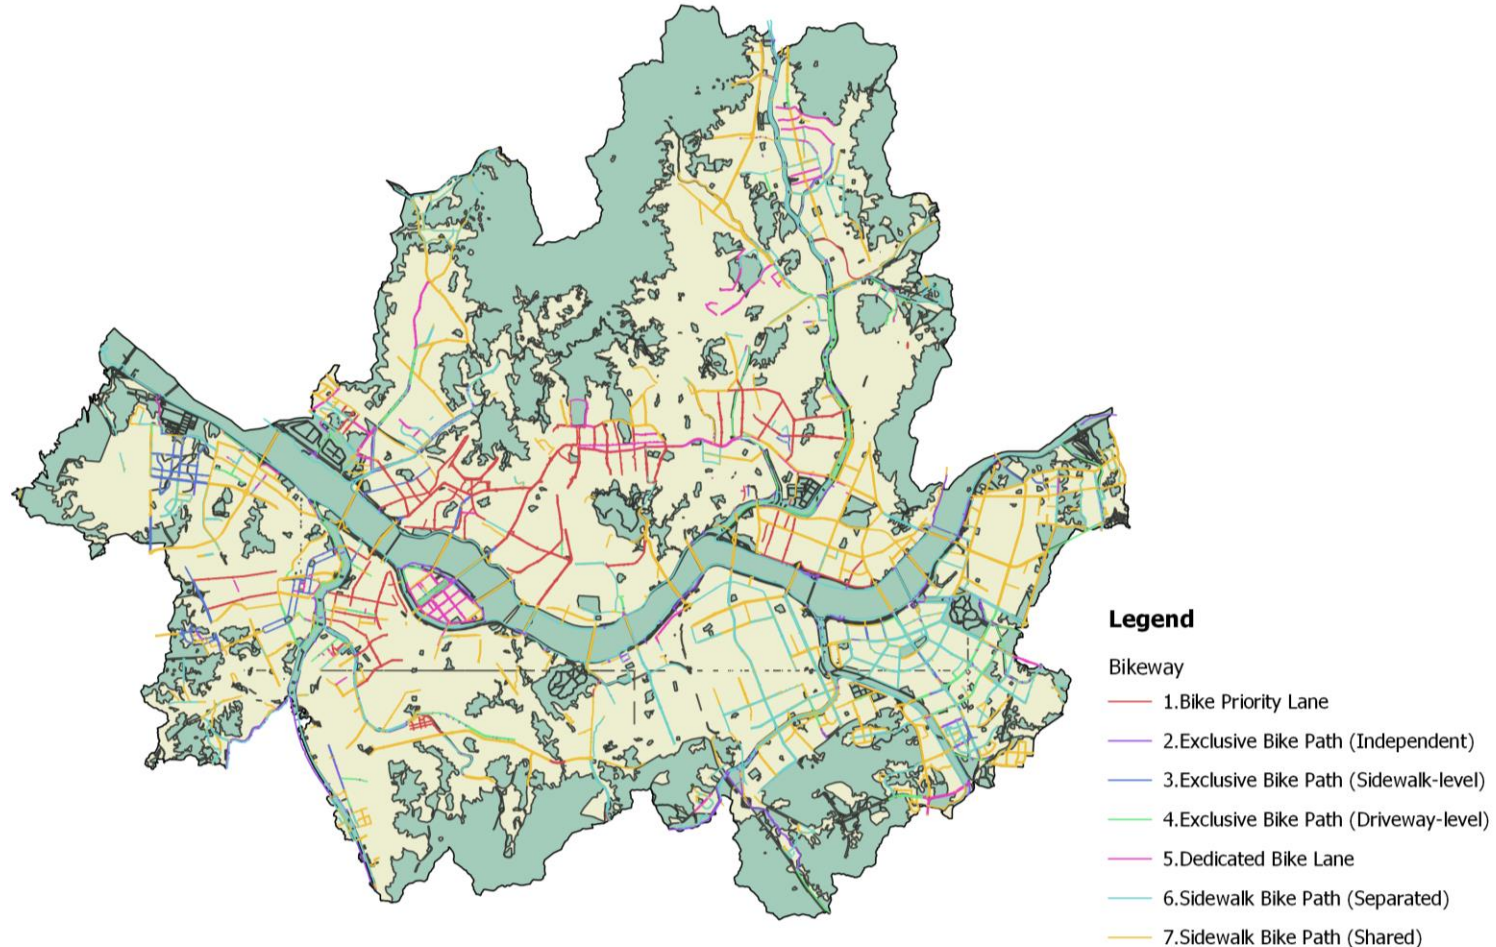 Legend
Bikeway
1.Bike Priority Lane
2.Exclusive Bike Path (Independent)
3.Exclusive Bike Path (Sidewalk-level)
4.Exclusive Bike Path (Driveway-level)
5.Dedicated Bike Lane
6.Sidewalk Bike Path (Separated)
7.Sidewalk Bike Path (Shared)